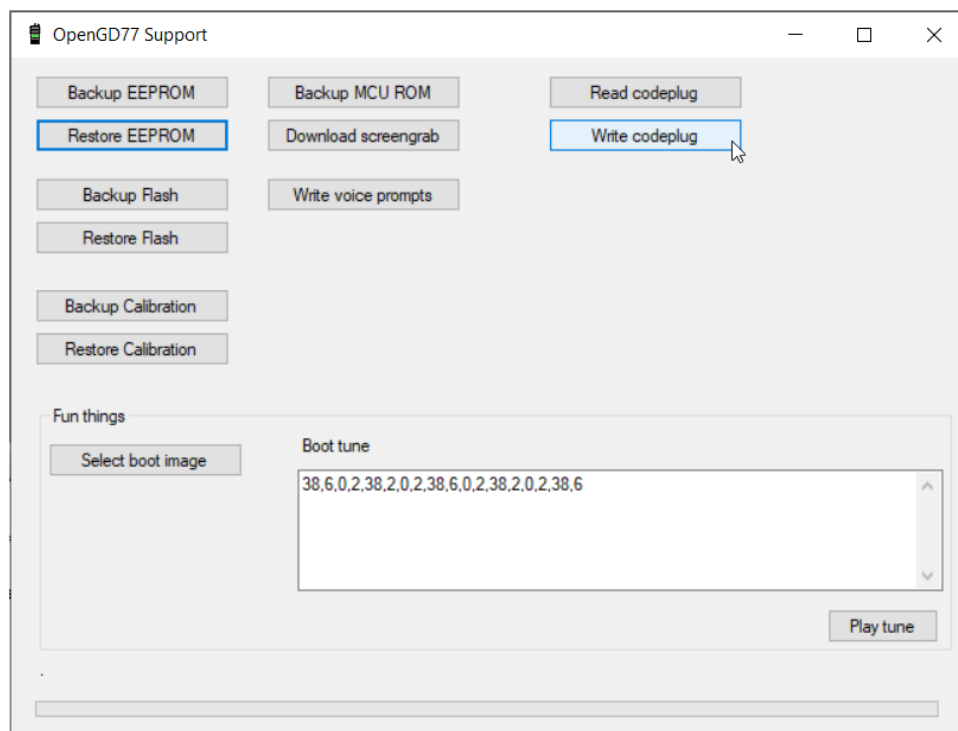 OpenGD77 Support
Backup EEPROM
Backup MCU ROM
Read codeplug
Restore EEPROM
Download screengrab
Write codeplug
Backup Flash
Write voice prompts
Restore Flash
Backup Calibration
Restore Calibration
Fun things
Select boot image
Boot tune
38,6,0,2,38,2,0,2,38,6,0,2,38,2,0,2,38,6
Play tune
.